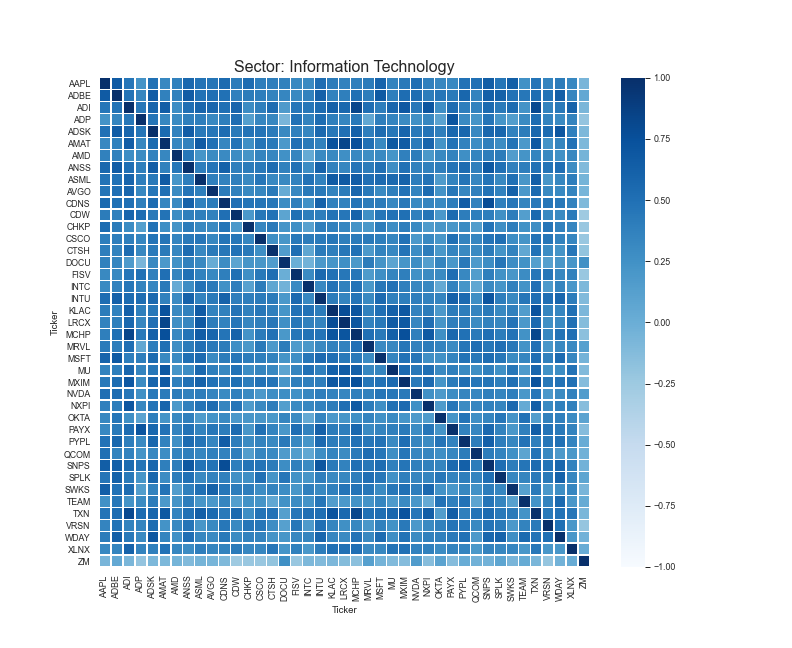 Sector: Information Technology
AAPL
ADBE
ADI
ADP
ADSK
AMAT
AMD
ANSS
ASML
AVGO
CDNS
CDW
CHKP
CSCO
CTSH
DOCU
FISV
INTC
INTU
KLAC
LRCX
MCHP
MRVL
MSFT
MU
MXIM
NVDA
NXPI
OKTA
PAYX
PYPL
QCOM
SNPS
SPLK
SWKS
TEAM
TXN
VRSN
WDAY
XLNX
ZM
Ticker
AAPL ADBE ADI ADP ADSK AMAT AMD ANSS ASML AVGO CDNS CDW CHKP CSCO CTSH DOCU FISV INTC INTU KLAC LRCX MCHP MRVL MSFT MU MXIM NVDA NXPI OKTA PAYX PYPL QCOM SNPS SPLK SWKS TEAM TXN VRSN WDAY XLNX ZM
Ticker
1.00
0.75
0.50
0.25
0.00
−0.25
−0.50
−0.75
−1.00